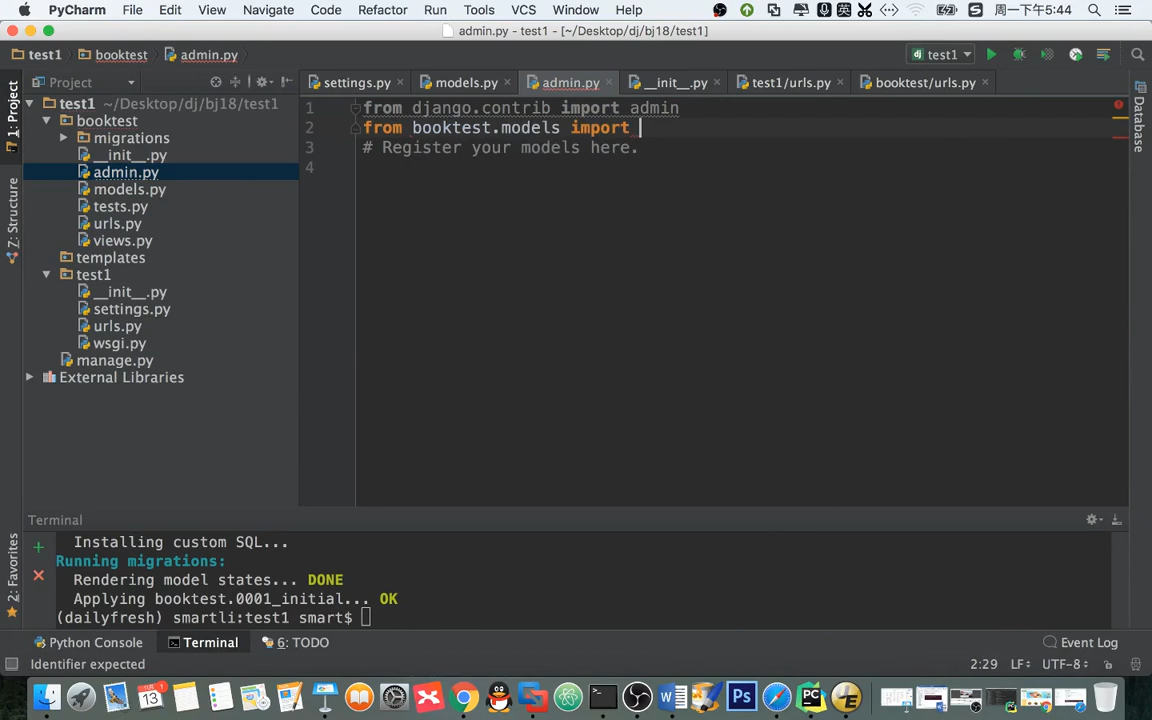 PyCharm File Edit View Navigate Code Refactor Run Tools VCS Window Help 英 周一下午5:44
admin.py - test1 - [~/Desktop/dj/bj18/test1]
test1 booktest admin.py dj test1
Project settings.py models.py admin.py __init__.py test1/urls.py booktest/urls.py
1: Project
7: Structure
2: Favorites
Database
test1 ~/Desktop/dj/bj18/test1
booktest
migrations
__init__.py
admin.py
models.py
tests.py
urls.py
views.py
templates
test1
__init__.py
settings.py
urls.py
wsgi.py
manage.py
External Libraries
1 from django.contrib import admin
2 from booktest.models import
3 # Register your models here.
4
Terminal
Installing custom SQL...
Running migrations:
Rendering model states... DONE
Applying booktest.0001_initial... OK
(dailyfresh) smartli:test1 smart$
Python Console Terminal 6: TODO Event Log
Identifier expected 2:29 LF÷ UTF-8÷
13 Ps PC